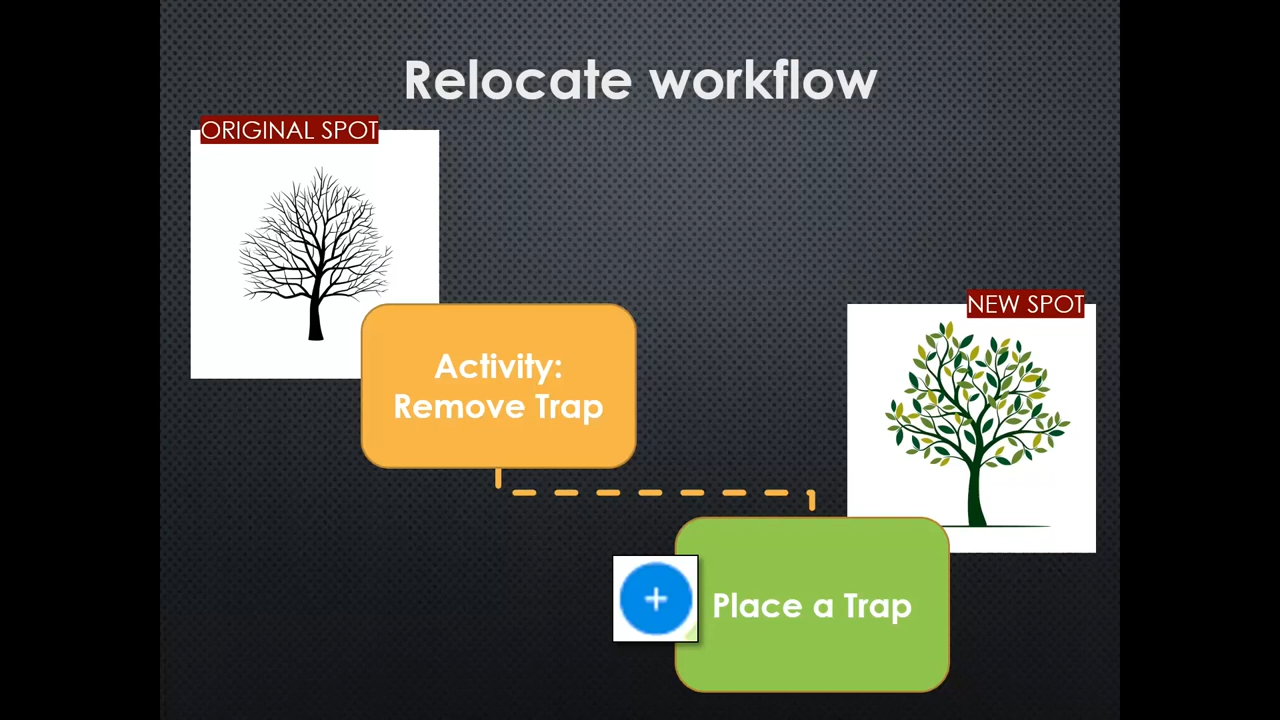 Relocate workflow
ORIGINAL SPOT
Activity:
Remove Trap
NEW SPOT
+
Place a Trap